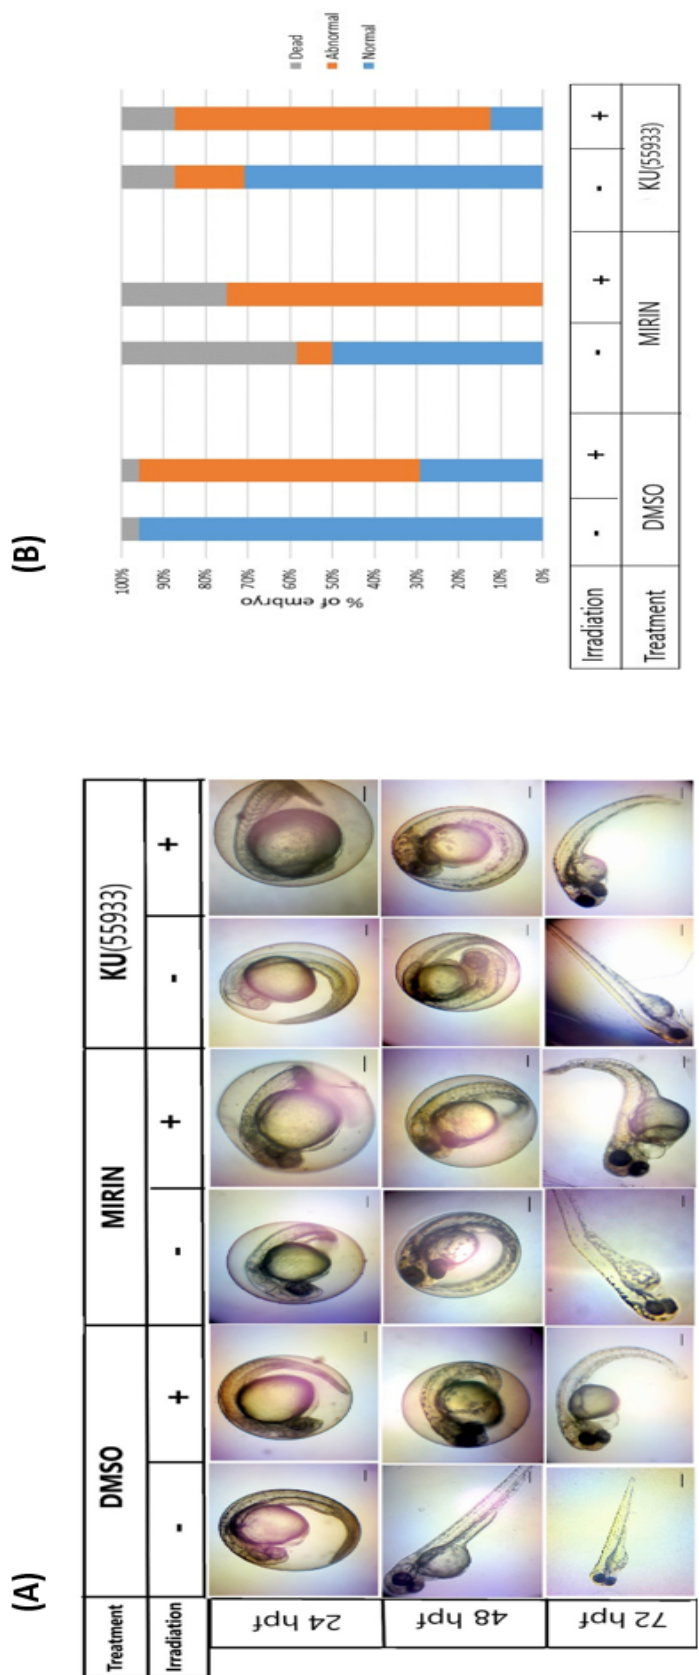 (A)
Treatment DMSO MIRIN KU(55933)
Irradiation - + - + - +
24 hpf
48 hpf
72 hpf
(B)
100%
90%
80%
70%
60%
50%
40%
30%
20%
10%
0%
% of embryo
Dead
Abnormal
Normal
Irradiation - + - + - +
Treatment DMSO MIRIN KU(55933)